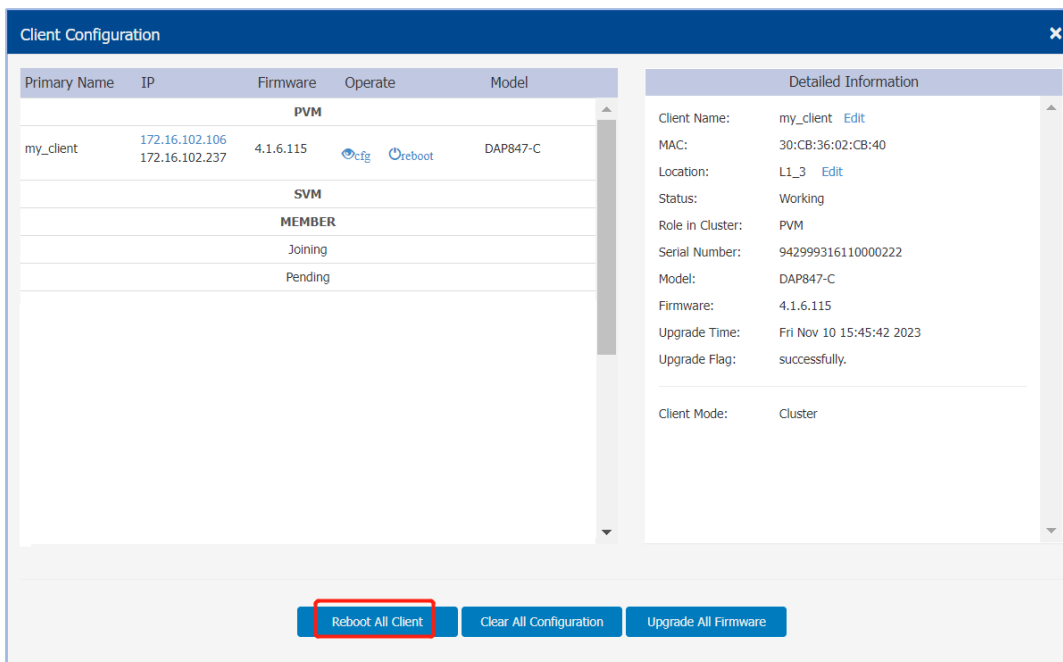 Client Configuration
Primary Name IP Firmware Operate Model
PVM
my_client 172.16.102.106 172.16.102.237 4.1.6.115 cfg reboot DAP847-C
SVM
MEMBER
Joining
Pending
Detailed Information
Client Name: my_client Edit
MAC: 30:CB:36:02:CB:40
Location: L1_3 Edit
Status: Working
Role in Cluster: PVM
Serial Number: 942999316110000222
Model: DAP847-C
Firmware: 4.1.6.115
Upgrade Time: Fri Nov 10 15:45:42 2023
Upgrade Flag: successfully.
Client Mode: Cluster
Reboot All Client Clear All Configuration Upgrade All Firmware